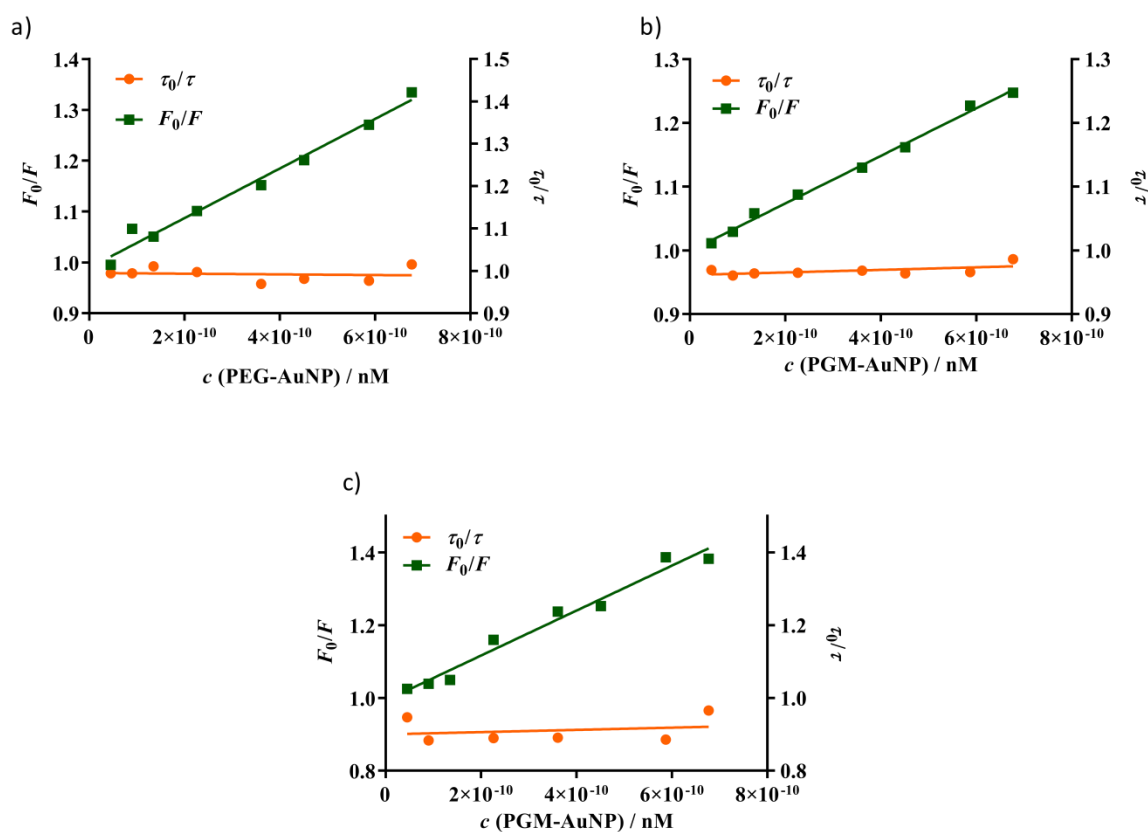 a)
τ₀/τ
F₀/F
1.4
1.3
1.2
1.1
1.0
0.9
F₀/F
1.5
1.4
1.3
1.2
1.1
1.0
0.9
τ₀/τ
0 2×10⁻¹⁰ 4×10⁻¹⁰ 6×10⁻¹⁰ 8×10⁻¹⁰
c (PEG-AuNP) / nM
b)
τ₀/τ
F₀/F
1.3
1.2
1.1
1.0
0.9
F₀/F
1.3
1.2
1.1
1.0
0.9
τ₀/τ
0 2×10⁻¹⁰ 4×10⁻¹⁰ 6×10⁻¹⁰ 8×10⁻¹⁰
c (PGM-AuNP) / nM
c)
τ₀/τ
F₀/F
1.4
1.2
1.0
0.8
F₀/F
1.4
1.2
1.0
0.8
τ₀/τ
0 2×10⁻¹⁰ 4×10⁻¹⁰ 6×10⁻¹⁰ 8×10⁻¹⁰
c (PGM-AuNP) / nM